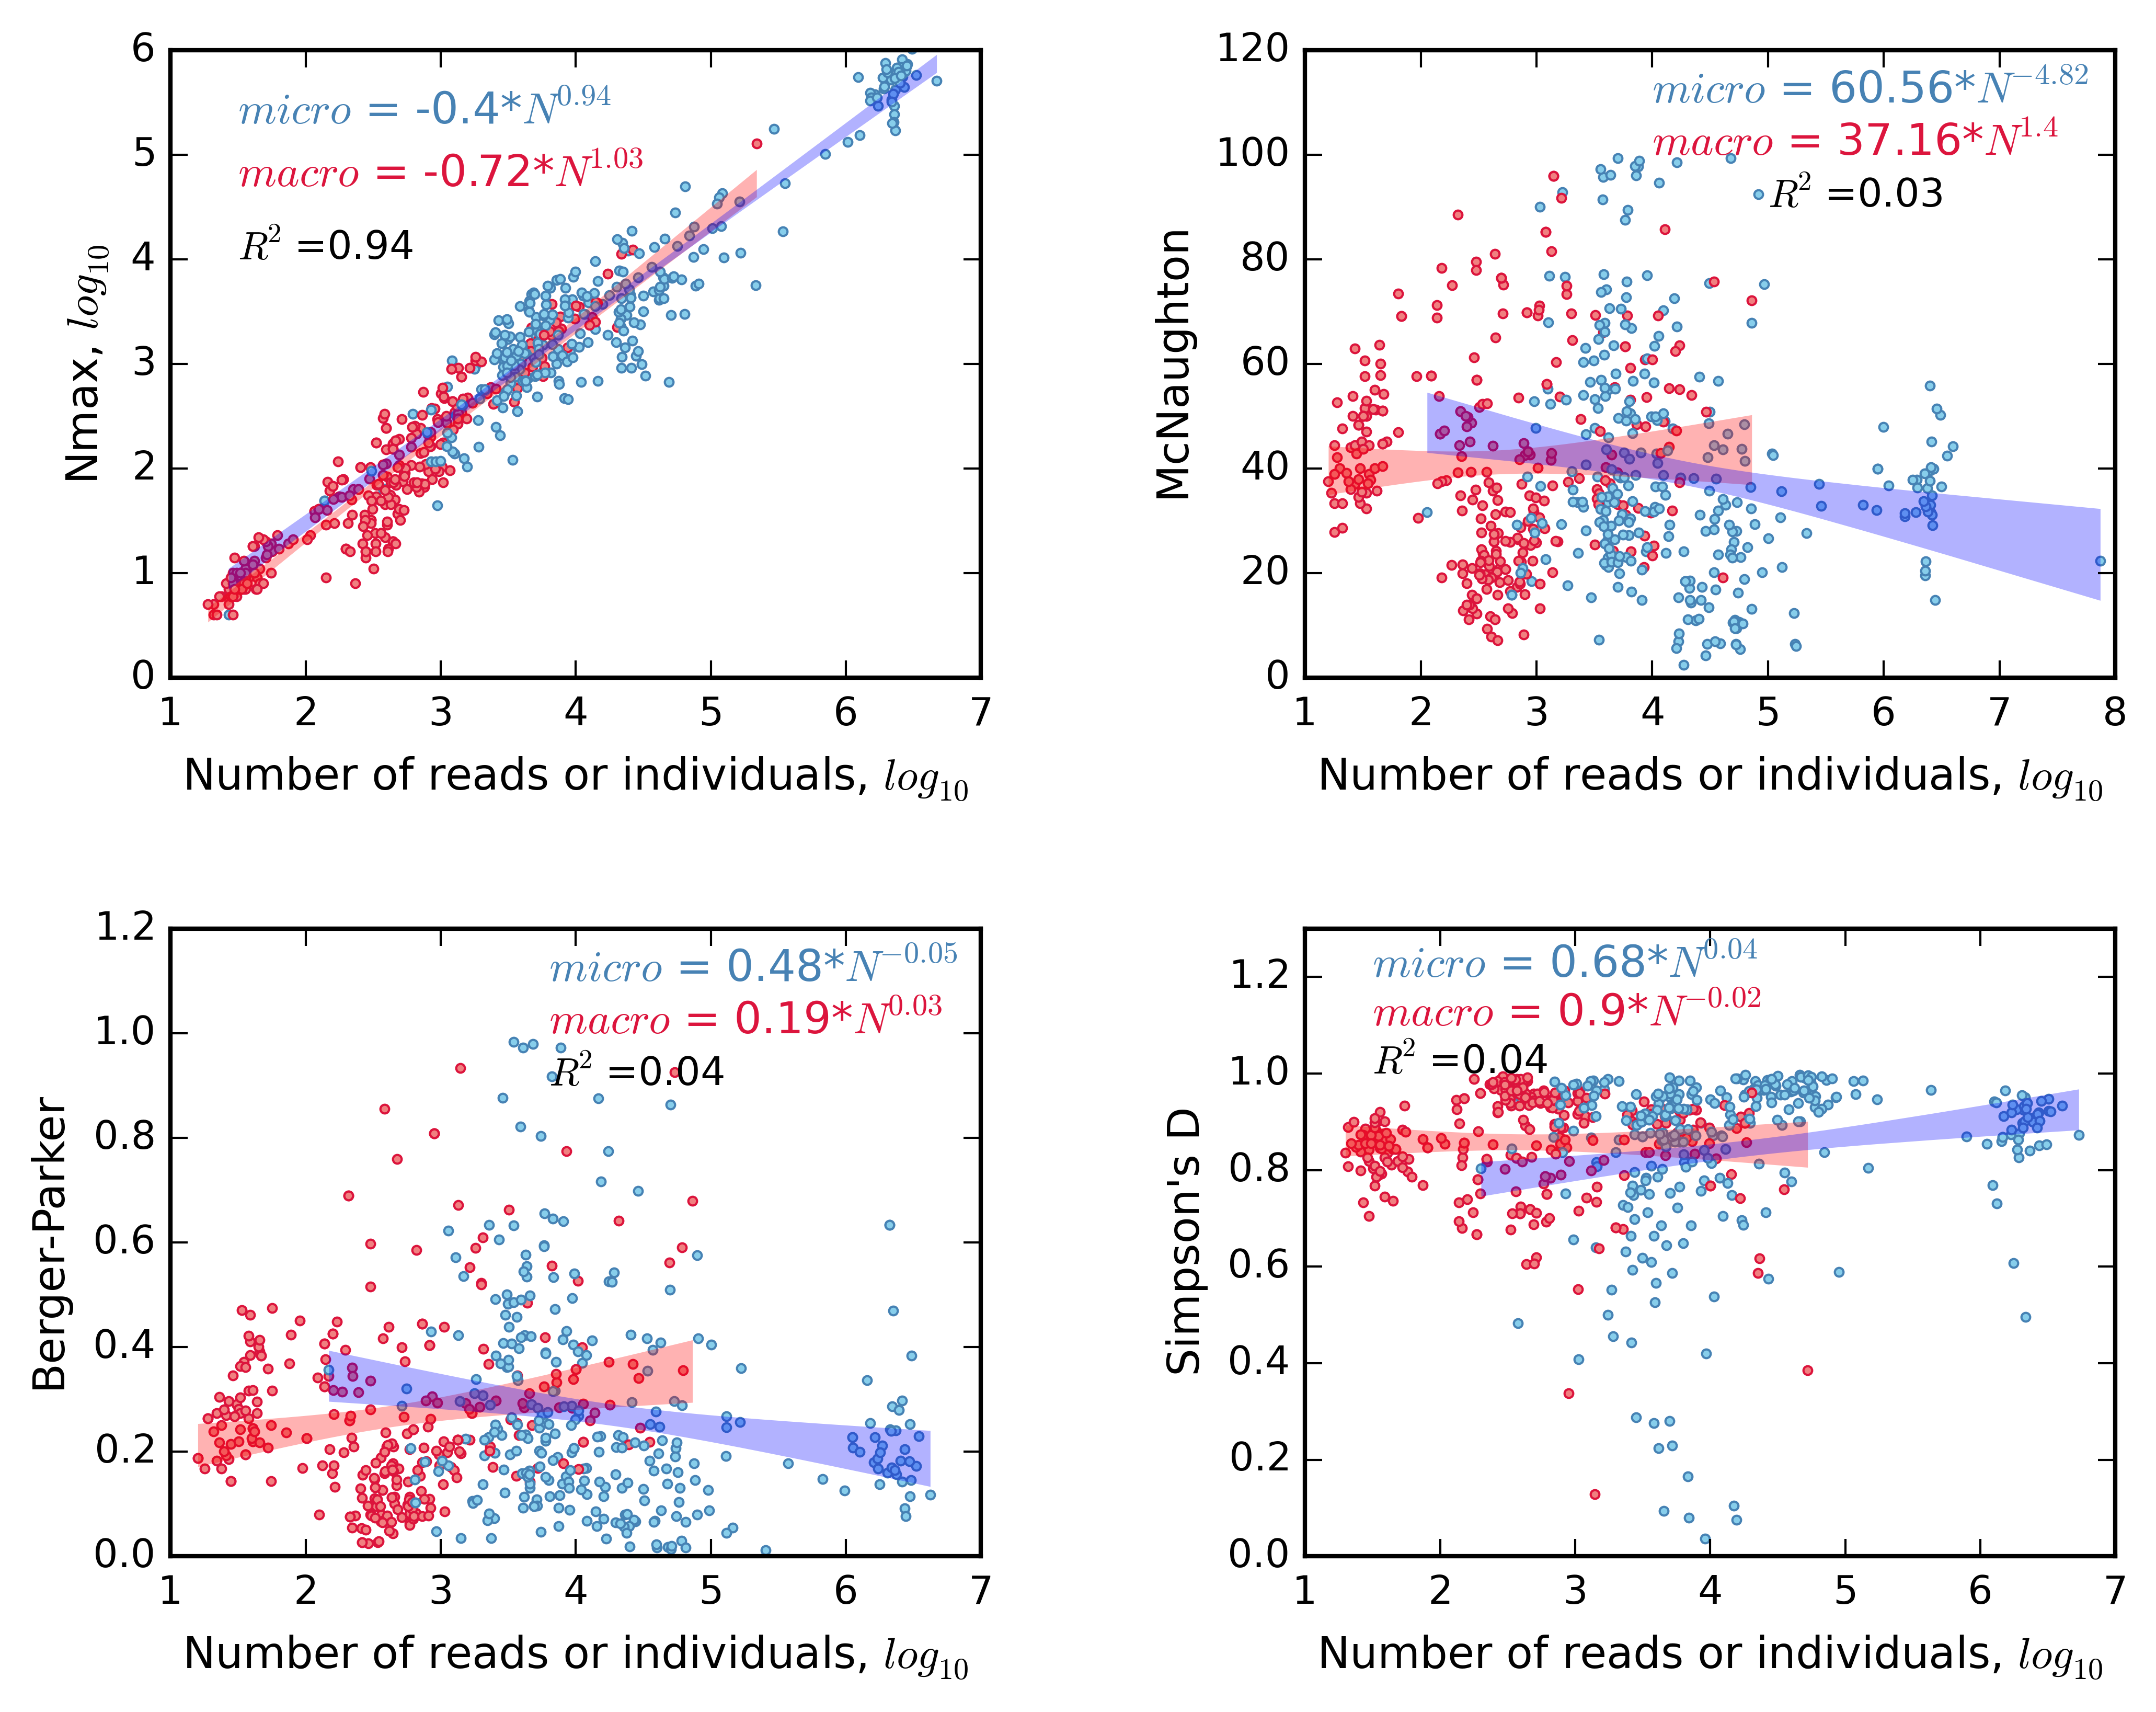 6
5
4
3
2
1
0
Nmax, log10
micro = -0.4*N^0.94
macro = -0.72*N^1.03
R^2 =0.94
1 2 3 4 5 6 7
Number of reads or individuals, log10
120
100
80
60
40
20
0
McNaughton
micro = 60.56*N^−4.82
macro = 37.16*N^1.4
R^2 =0.03
1 2 3 4 5 6 7 8
Number of reads or individuals, log10
1.2
1.0
0.8
0.6
0.4
0.2
0.0
Berger-Parker
micro = 0.48*N^−0.05
macro = 0.19*N^0.03
R^2 =0.04
1 2 3 4 5 6 7
Number of reads or individuals, log10
1.2
1.0
0.8
0.6
0.4
0.2
0.0
Simpson's D
micro = 0.68*N^0.04
macro = 0.9*N^−0.02
R^2 =0.04
1 2 3 4 5 6 7
Number of reads or individuals, log10